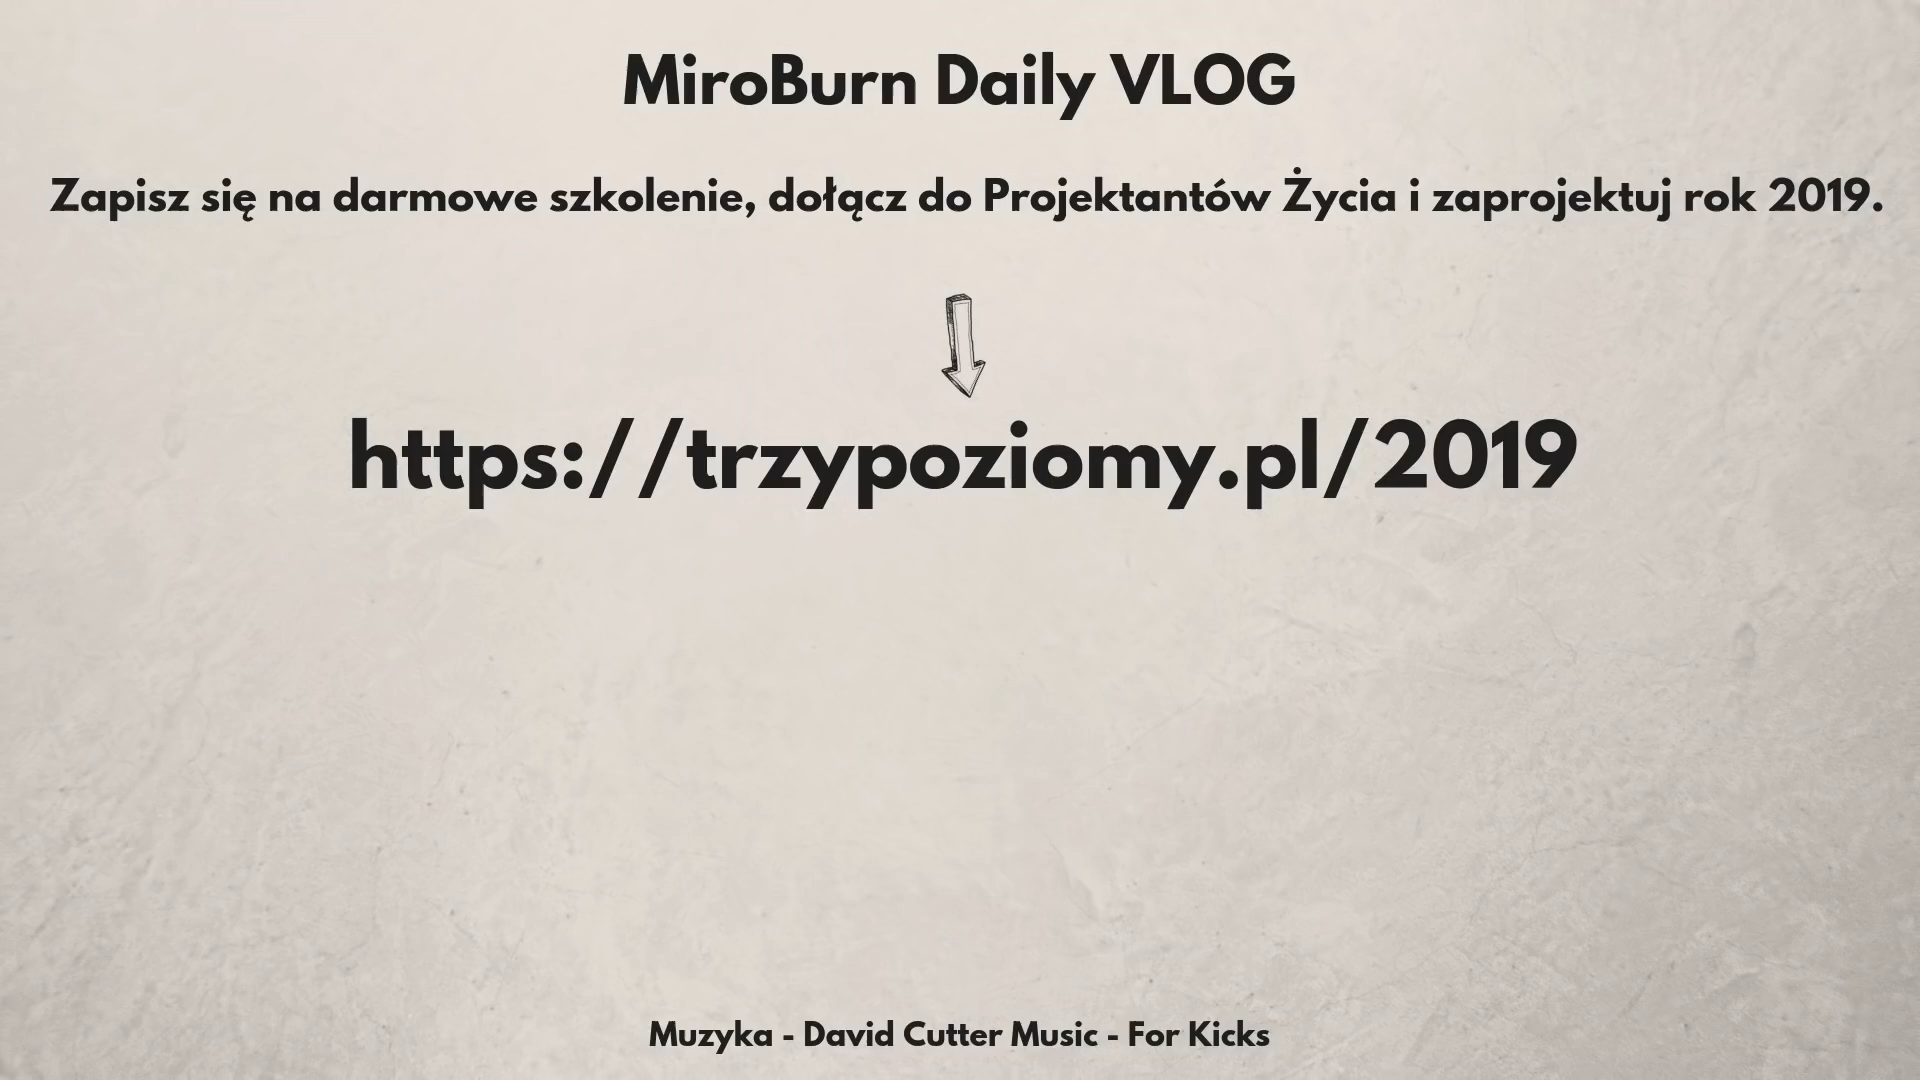 MiroBurn Daily VLOG
Zapisz się na darmowe szkolenie, dołącz do Projektantów Życia i zaprojektuj rok 2019.
https://trzypoziomy.pl/2019
Muzyka - David Cutter Music - For Kicks